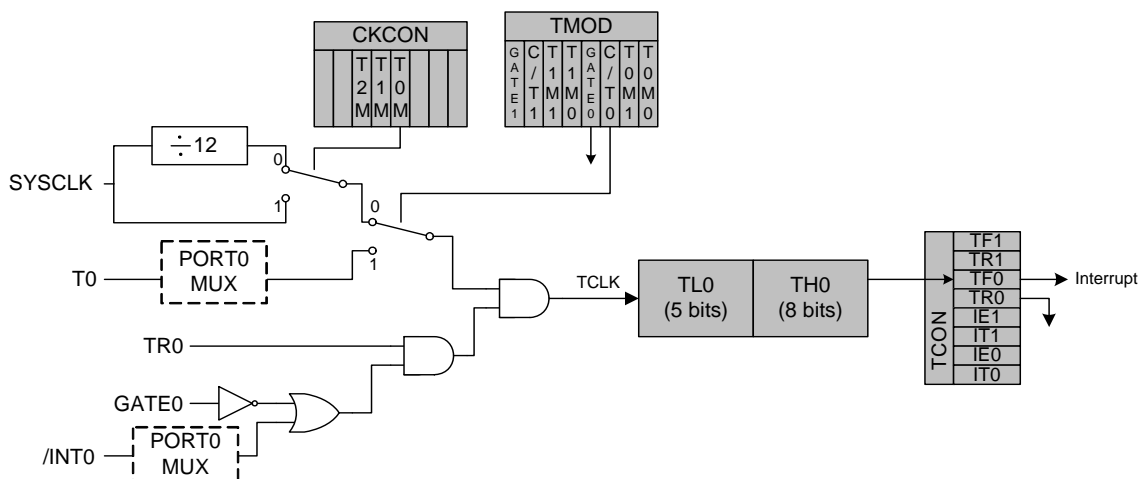 CKCON
T2M T1M T0M
TMOD
GATE1 C/T1 T1M1 T1M0 GATE0 C/T0 T0M1 T0M0
÷12
0
SYSCLK
1
0
T0
PORT0
MUX
1
TCLK
TL0
(5 bits)
TH0
(8 bits)
TCON
TF1
TR1
TF0
TR0
IE1
IT1
IE0
IT0
Interrupt
TR0
GATE0
/INT0
PORT0
MUX